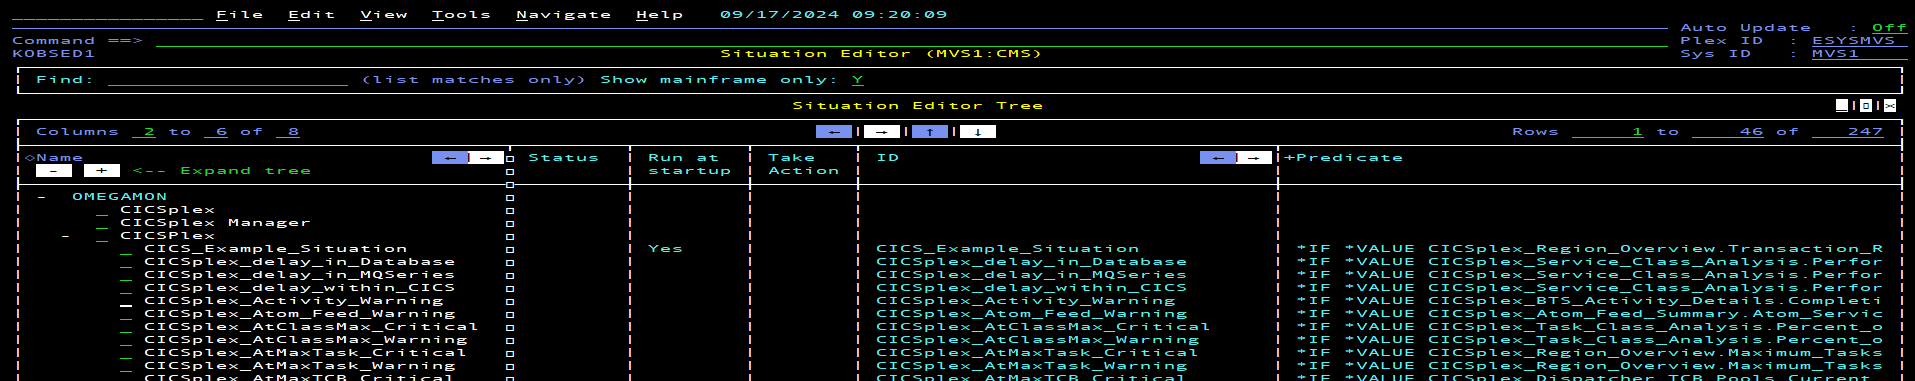 File Edit View Tools Navigate Help 09/17/2024 09:20:09
Auto Update : Off
Command ==>
Plex ID : ESYSMVS
KOBSED1 Situation Editor (MVS1:CMS)
Sys ID : MVS1
Find: (list matches only) Show mainframe only: Y
Situation Editor Tree
Columns 2 to 6 of 8 ← → ↑ ↓ Rows 1 to 46 of 247
◇Name ← → Status Run at Take ID ← → +Predicate
- + <-- Expand tree startup Action
- OMEGAMON
_ CICSplex
_ CICSplex Manager
- _ CICSPlex
_ CICS_Example_Situation Yes CICS_Example_Situation *IF *VALUE CICSplex_Region_Overview.Transaction_R
_ CICSplex_delay_in_Database CICSplex_delay_in_Database *IF *VALUE CICSplex_Service_Class_Analysis.Perfor
_ CICSplex_delay_in_MQSeries CICSplex_delay_in_MQSeries *IF *VALUE CICSplex_Service_Class_Analysis.Perfor
_ CICSplex_delay_within_CICS CICSplex_delay_within_CICS *IF *VALUE CICSplex_Service_Class_Analysis.Perfor
_ CICSplex_Activity_Warning CICSplex_Activity_Warning *IF *VALUE CICSplex_BTS_Activity_Details.Completi
_ CICSplex_Atom_Feed_Warning CICSplex_Atom_Feed_Warning *IF *VALUE CICSplex_Atom_Feed_Summary.Atom_Servic
_ CICSplex_AtClassMax_Critical CICSplex_AtClassMax_Critical *IF *VALUE CICSplex_Task_Class_Analysis.Percent_o
_ CICSplex_AtClassMax_Warning CICSplex_AtClassMax_Warning *IF *VALUE CICSplex_Task_Class_Analysis.Percent_o
_ CICSplex_AtMaxTask_Critical CICSplex_AtMaxTask_Critical *IF *VALUE CICSplex_Region_Overview.Maximum_Tasks
_ CICSplex_AtMaxTask_Warning CICSplex_AtMaxTask_Warning *IF *VALUE CICSplex_Region_Overview.Maximum_Tasks
CICSplex_AtMaxTCB_Critical CICSplex_AtMaxTCB_Critical *IF *VALUE CICSplex_Dispatcher_TCB_Pools.Current